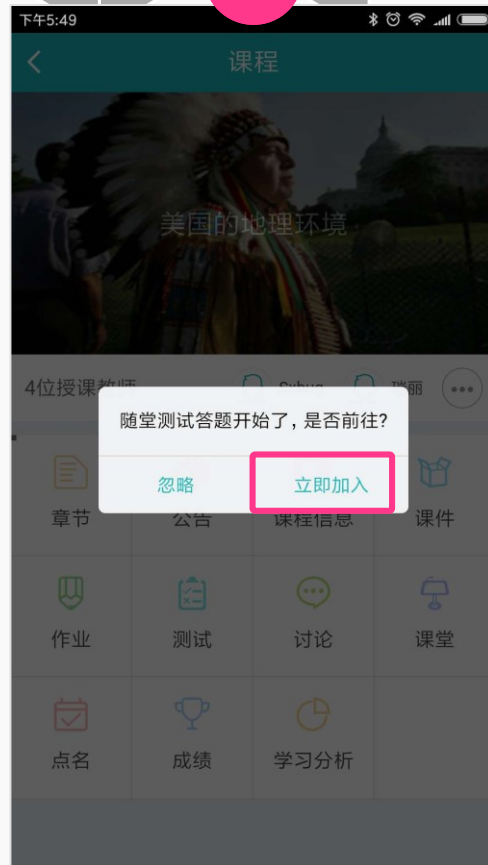 下午5:49
课程
美国的地理环境
4位授课教师
瑞丽
随堂测试答题开始了，是否前往?
忽略 立即加入
章节 公告 课程信息 课件
作业 测试 讨论 课堂
点名 成绩 学习分析